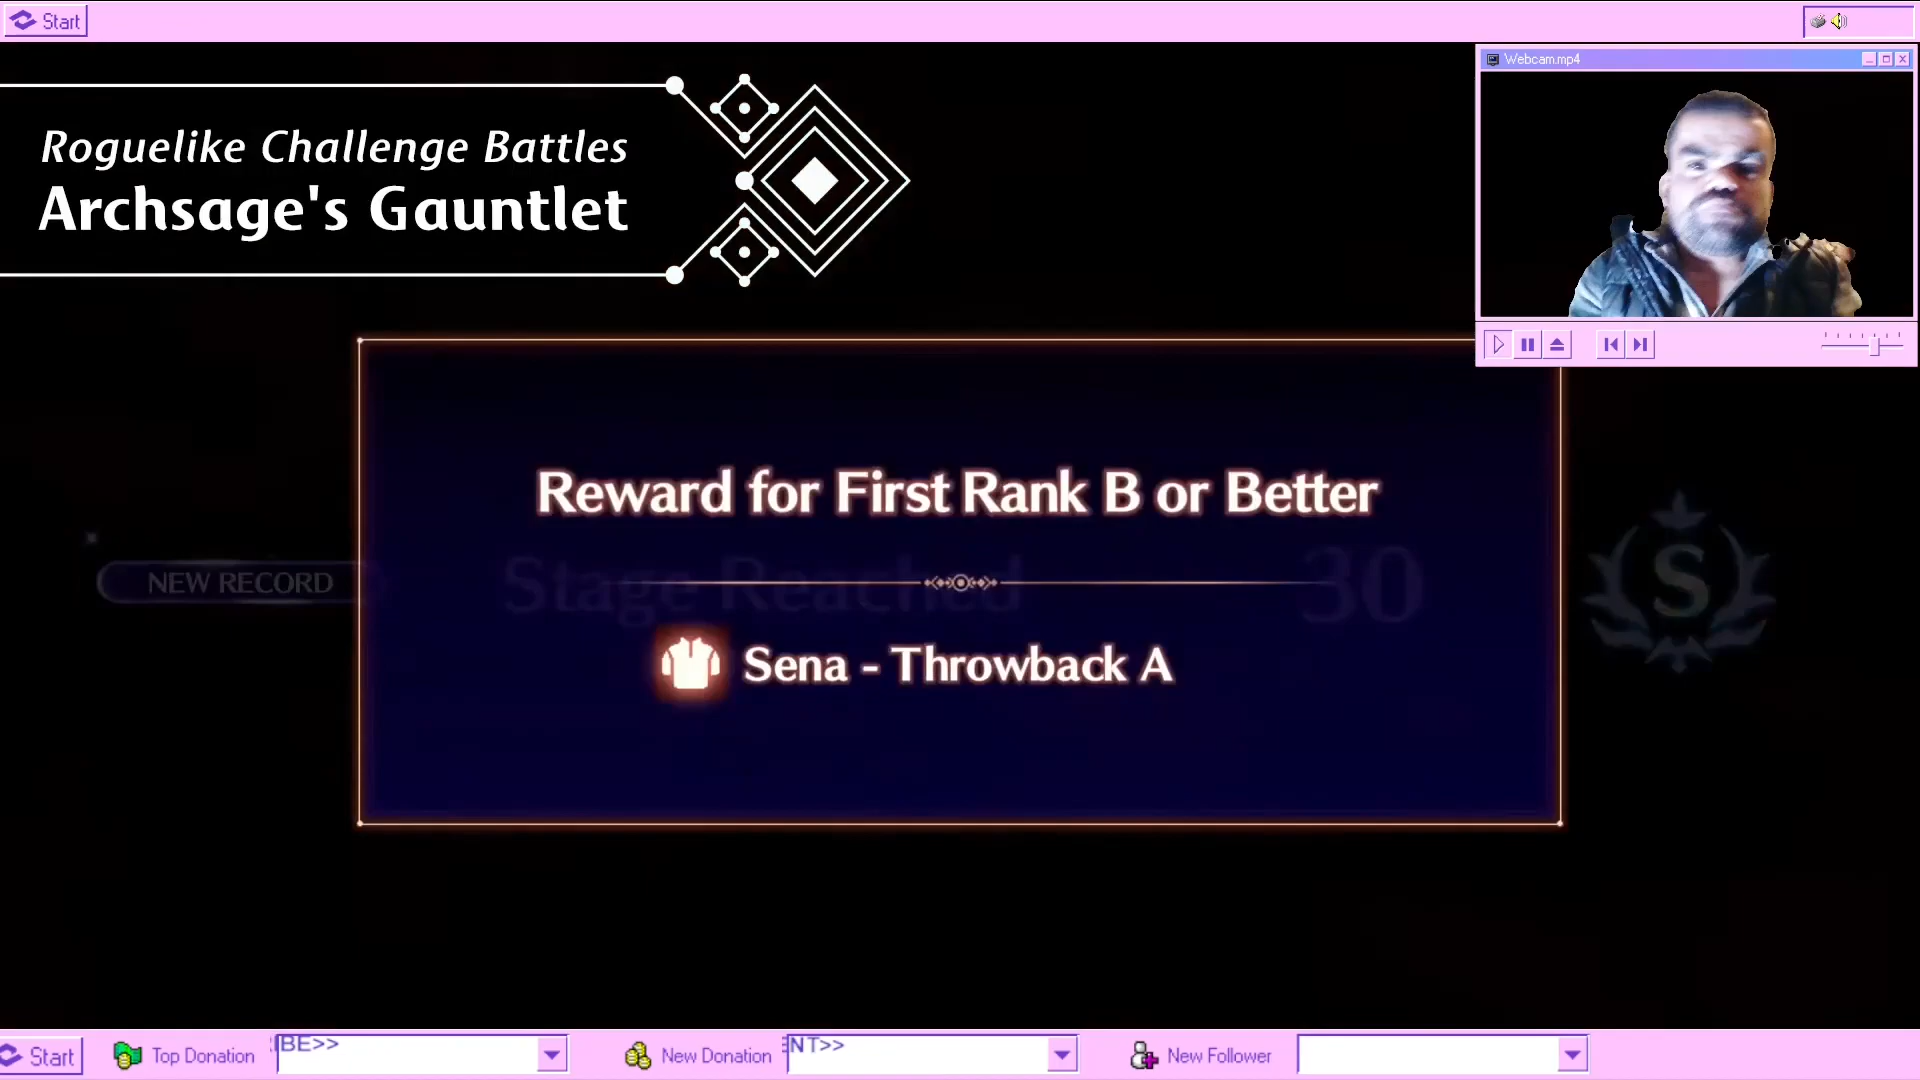 Start
Webcam.mp4
Roguelike Challenge Battles
Archsage's Gauntlet
Reward for First Rank B or Better
NEW RECORD
Stage Reached
30
S
Sena - Throwback A
Start
Top Donation
BE>>
New Donation
NT>>
New Follower